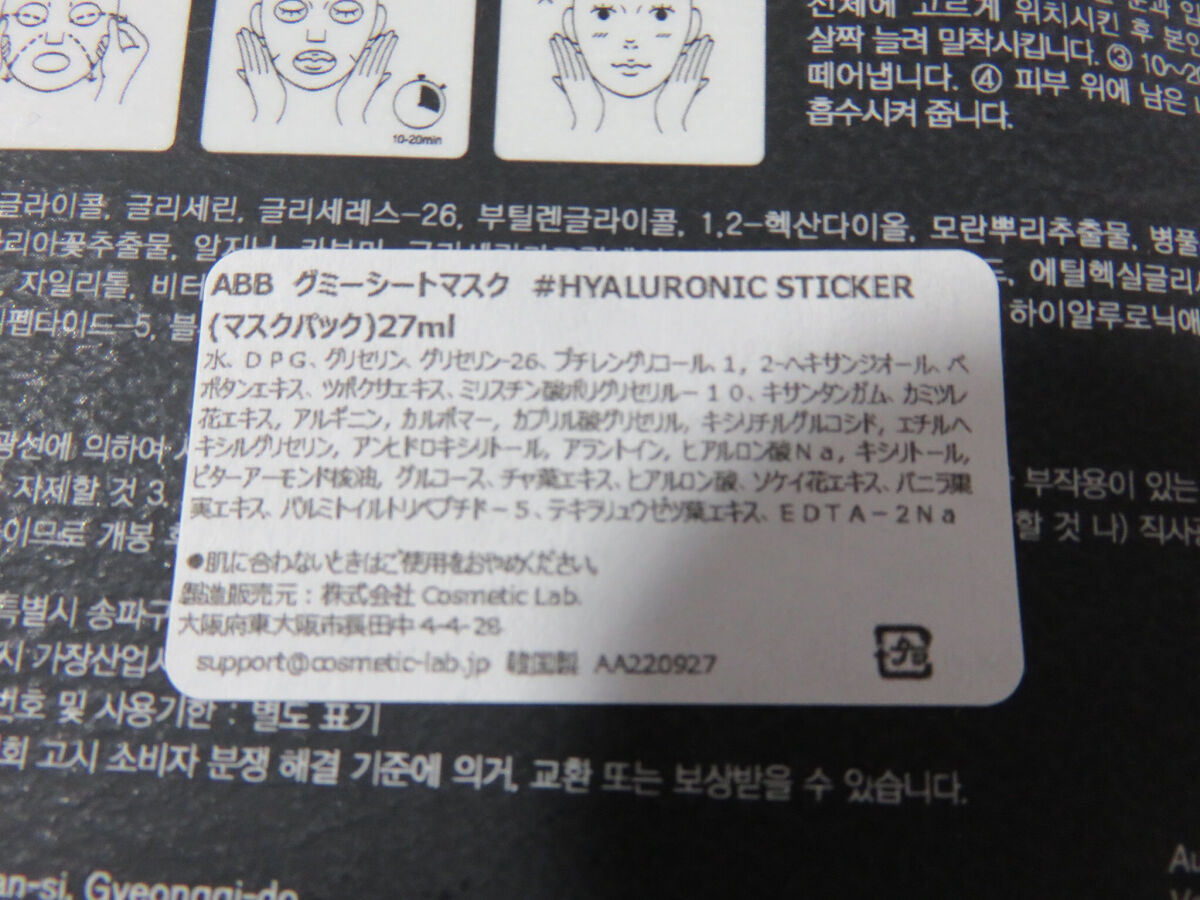 전체에 고르게 위치시킨 후
살짝 늘려 밀착시킵니다. ③ 10~20
떼어냅니다. ④ 피부 위에 남은
흡수시켜 줍니다.
10-20min
글라이콜, 글리세린, 글리세레스-26, 부틸렌글라이콜, 1,2-헥산다이올, 모란뿌리추출물, 병풀
에틸헥실글리
자일리톨, 비타
펩타이드-5,
하이알루로닉애
ABB グミーシートマスク #HYALURONIC STICKER
(マスクパック)27ml
水、DPG、グリセリン、グリセリン-26、ブチレングリコール、1，2-ヘキサンジオール、ベ
ボタンエキス、ツボクサエキス、ミリスチン酸ポリグリセリル－10、キサンタンガム、カミツレ
花エキス，アルギニン，カルボマー，カプリル酸グリセリル，キシリチルグルコシド，エチルヘ
キシルグリセリン，アンヒドロキシリトール，アラントイン，ヒアルロン酸Na，キシリトール，
ビターアーモンド核油，グルコース、チャ葉エキス、ヒアルロン酸、ソケイ花エキス、バニラ果
実エキス、パルミトイルトリペプチド－5、テキラリュウゼツ葉エキス、EDTA－2Na
●肌に合わないときはご使用をおやめください。
製造販売元：株式会社 Cosmetic Lab.
大阪府東大阪市長田中 4-4-28
support@cosmetic-lab.jp 韓国製 AA220927
광선에 의하여
자제할 것 3.
부작용이 있는
이므로 개봉
할 것 나) 직사
특별시 송파구
시 가장산업
번호 및 사용기한 : 별도 표기
회 고시 소비자 분쟁 해결 기준에 의거, 교환 또는 보상받을 수 있습니다.
an-si, Gyeonggi-do